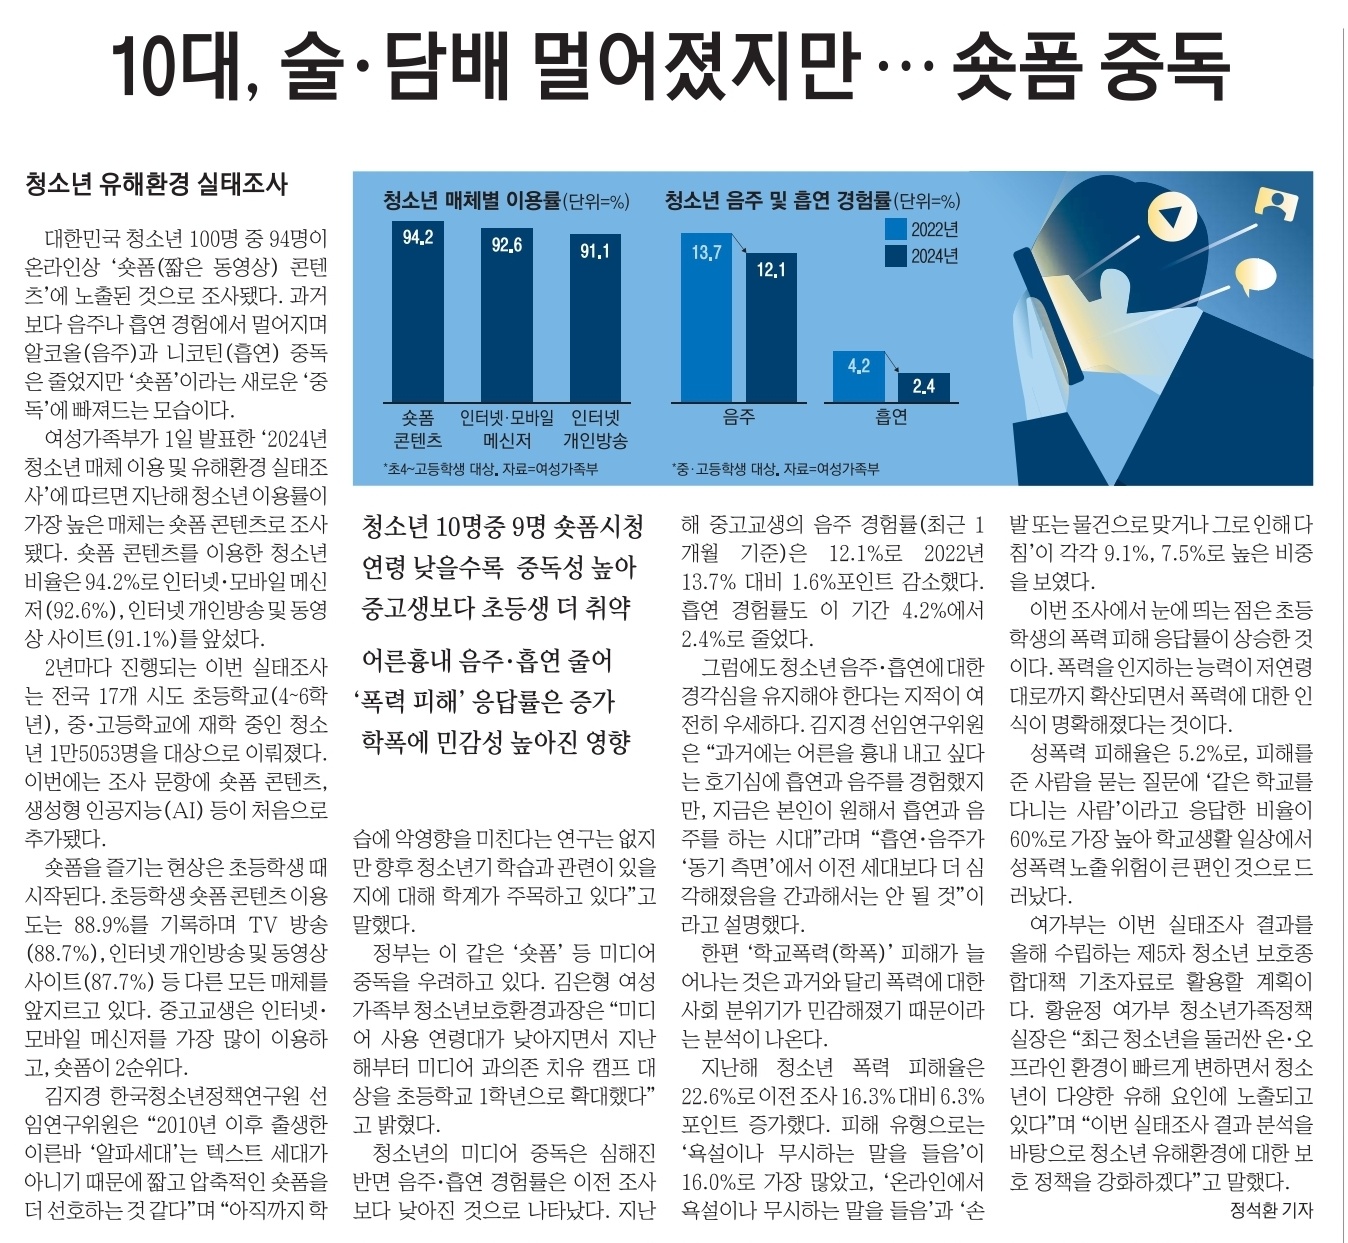 10대, 술·담배 멀어졌지만… 숏폼 중독
청소년 유해환경 실태조사
대한민국 청소년 100명 중 94명이
온라인상 ‘숏폼(짧은 동영상) 콘텐
츠’에 노출된 것으로 조사됐다. 과거
보다 음주나 흡연 경험에서 멀어지며
알코올(음주)과 니코틴(흡연) 중독
은 줄었지만 ‘숏폼’이라는 새로운 ‘중
독’에 빠져드는 모습이다.
여성가족부가 1일 발표한 ‘2024년
청소년 매체 이용 및 유해환경 실태조
사’에 따르면 지난해 청소년 이용률이
가장 높은 매체는 숏폼 콘텐츠로 조사
됐다. 숏폼 콘텐츠를 이용한 청소년
비율은 94.2%로 인터넷·모바일 메신
저(92.6%), 인터넷 개인방송 및 동영
상 사이트(91.1%)를 앞섰다.
2년마다 진행되는 이번 실태조사
는 전국 17개 시도 초등학교(4~6학
년), 중·고등학교에 재학 중인 청소
년 1만5053명을 대상으로 이뤄졌다.
이번에는 조사 문항에 숏폼 콘텐츠,
생성형 인공지능(AI) 등이 처음으로
추가됐다.
숏폼을 즐기는 현상은 초등학생 때
시작된다. 초등학생 숏폼 콘텐츠 이용
도는 88.9%를 기록하며 TV 방송
(88.7%), 인터넷 개인방송 및 동영상
사이트(87.7%) 등 다른 모든 매체를
앞지르고 있다. 중고교생은 인터넷·
모바일 메신저를 가장 많이 이용하
고, 숏폼이 2순위다.
김지경 한국청소년정책연구원 선
임연구위원은 “2010년 이후 출생한
이른바 ‘알파세대’는 텍스트 세대가
아니기 때문에 짧고 압축적인 숏폼을
더 선호하는 것 같다”며 “아직까지 학
청소년 매체별 이용률(단위=%)
94.2
92.6
91.1
숏폼
콘텐츠
인터넷·모바일
메신저
인터넷
개인방송
*초4~고등학생 대상. 자료=여성가족부
청소년 음주 및 흡연 경험률(단위=%)
2022년
2024년
13.7
12.1
4.2
2.4
음주
흡연
*중·고등학생 대상. 자료=여성가족부
청소년 10명중 9명 숏폼시청
연령 낮을수록 중독성 높아
중고생보다 초등생 더 취약
어른흉내 음주·흡연 줄어
‘폭력 피해’ 응답률은 증가
학폭에 민감성 높아진 영향
습에 악영향을 미친다는 연구는 없지
만 향후 청소년기 학습과 관련이 있을
지에 대해 학계가 주목하고 있다”고
말했다.
정부는 이 같은 ‘숏폼’ 등 미디어
중독을 우려하고 있다. 김은형 여성
가족부 청소년보호환경과장은 “미디
어 사용 연령대가 낮아지면서 지난
해부터 미디어 과의존 치유 캠프 대
상을 초등학교 1학년으로 확대했다”
고 밝혔다.
청소년의 미디어 중독은 심해진
반면 음주·흡연 경험률은 이전 조사
보다 낮아진 것으로 나타났다. 지난
해 중고교생의 음주 경험률(최근 1
개월 기준)은 12.1%로 2022년
13.7% 대비 1.6%포인트 감소했다.
흡연 경험률도 이 기간 4.2%에서
2.4%로 줄었다.
그럼에도 청소년 음주·흡연에 대한
경각심을 유지해야 한다는 지적이 여
전히 우세하다. 김지경 선임연구위원
은 “과거에는 어른을 흉내 내고 싶다
는 호기심에 흡연과 음주를 경험했지
만, 지금은 본인이 원해서 흡연과 음
주를 하는 시대”라며 “흡연·음주가
‘동기 측면’에서 이전 세대보다 더 심
각해졌음을 간과해서는 안 될 것”이
라고 설명했다.
한편 ‘학교폭력(학폭)’ 피해가 늘
어나는 것은 과거와 달리 폭력에 대한
사회 분위기가 민감해졌기 때문이라
는 분석이 나온다.
지난해 청소년 폭력 피해율은
22.6%로 이전 조사 16.3% 대비 6.3%
포인트 증가했다. 피해 유형으로는
‘욕설이나 무시하는 말을 들음’이
16.0%로 가장 많았고, ‘온라인에서
욕설이나 무시하는 말을 들음’과 ‘손
발 또는 물건으로 맞거나 그로 인해 다
침’이 각각 9.1%, 7.5%로 높은 비중
을 보였다.
이번 조사에서 눈에 띄는 점은 초등
학생의 폭력 피해 응답률이 상승한 것
이다. 폭력을 인지하는 능력이 저연령
대로까지 확산되면서 폭력에 대한 인
식이 명확해졌다는 것이다.
성폭력 피해율은 5.2%로, 피해를
준 사람을 묻는 질문에 ‘같은 학교를
다니는 사람’이라고 응답한 비율이
60%로 가장 높아 학교생활 일상에서
성폭력 노출 위험이 큰 편인 것으로 드
러났다.
여가부는 이번 실태조사 결과를
올해 수립하는 제5차 청소년 보호종
합대책 기초자료로 활용할 계획이
다. 황윤정 여가부 청소년가족정책
실장은 “최근 청소년을 둘러싼 온·오
프라인 환경이 빠르게 변하면서 청소
년이 다양한 유해 요인에 노출되고
있다”며 “이번 실태조사 결과 분석을
바탕으로 청소년 유해환경에 대한 보
호 정책을 강화하겠다”고 말했다.
정석환 기자